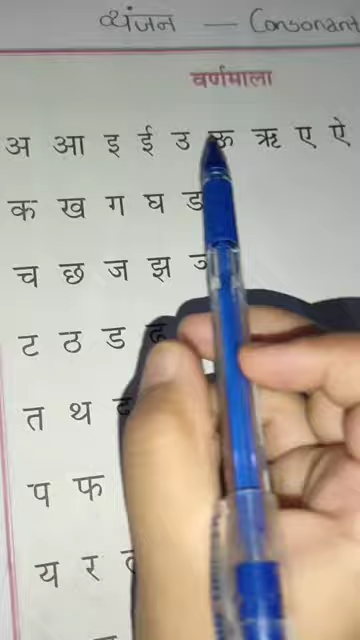 व्यंजन — Consonant
वर्णमाला
अ आ इ ई उ ऊ ऋ ए ऐ
क ख ग घ
च छ ज झ
ट ठ ड ढ
त थ
प फ
य र